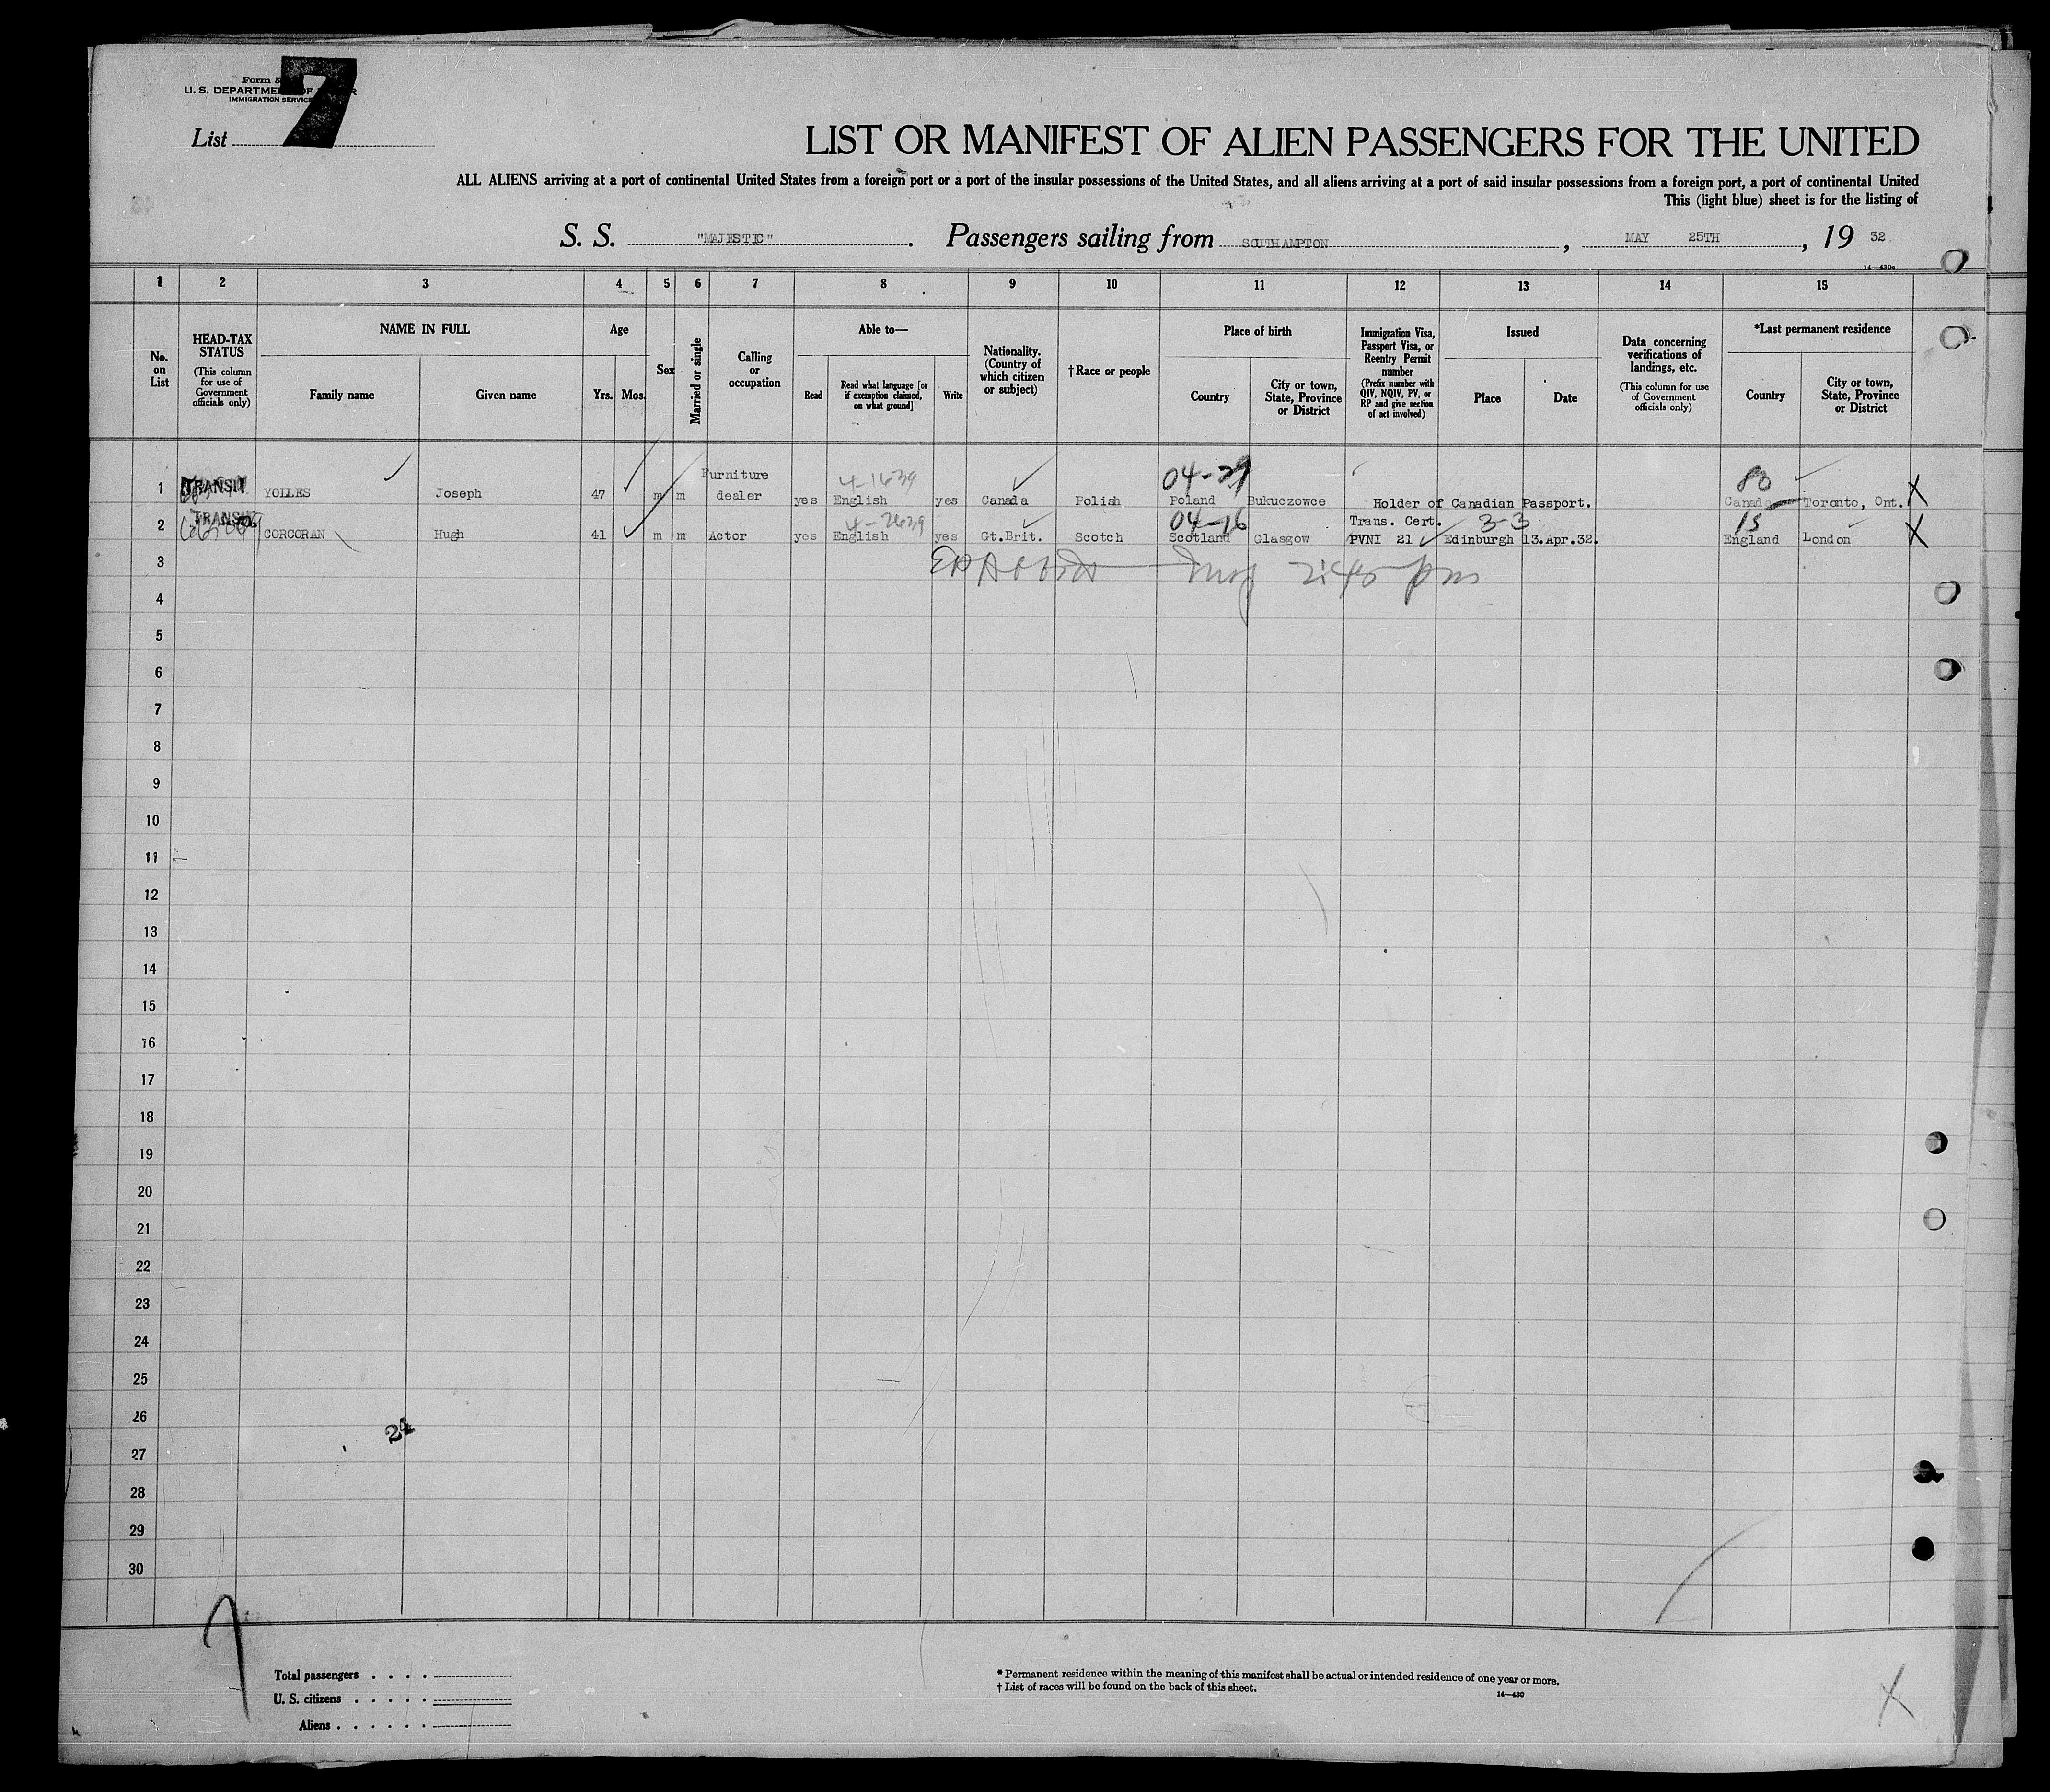 Form
U. S. DEPARTMENT OF LABOR
IMMIGRATION SERVICE
List 7
LIST OR MANIFEST OF ALIEN PASSENGERS FOR THE UNITED
ALL ALIENS arriving at a port of continental United States from a foreign port or a port of the insular possessions of the United States, and all aliens arriving at a port of said insular possessions from a foreign port, a port of continental United
This (light blue) sheet is for the listing of
S. S. "MAJESTIC". Passengers sailing from SOUTHAMPTON, MAY 25TH, 19 32
14—430c
1 2 3 4 5 6 7 8 9 10 11 12 13 14 15
No. on List
HEAD-TAX STATUS (This column for use of Government officials only)
NAME IN FULL
Family name
Given name
Age
Yrs.
Mos.
Sex
Married or single
Calling or occupation
Able to—
Read
Read what language [or if exemption claimed, on what ground]
Write
Nationality. (Country of which citizen or subject)
†Race or people
Place of birth
Country
City or town, State, Province or District
Immigration Visa, Passport Visa, or Reentry Permit number (Prefix number with QIV, NQIV, PV, or RP and give section of act involved)
Issued
Place
Date
Data concerning verifications of landings, etc. (This column for use of Government officials only)
*Last permanent residence
Country
City or town, State, Province or District
1 TRANSIT YOLLES Joseph 47 m m Furniture dealer yes 4-1639 English yes Canada Polish 04-29 Poland Bukuczowce Holder of Canadian Passport. 80 Canada Toronto, Ont. X
2 TRANSIT CORCORAN Hugh 41 m m Actor yes 4-2639 English yes Gt.Brit. Scotch 04-16 Scotland Glasgow Trans. Cert. PVNI 21 3-3 Edinburgh 13.Apr.32. 15 England London X
3
4
5
6
7
8
9
10
11
12
13
14
15
16
17
18
19
20
21
22
23
24
25
26
24
27
28
29
30
Total passengers . . . .
U. S. citizens . . . . .
Aliens . . . . . .
* Permanent residence within the meaning of this manifest shall be actual or intended residence of one year or more.
† List of races will be found on the back of this sheet.
14—430
X